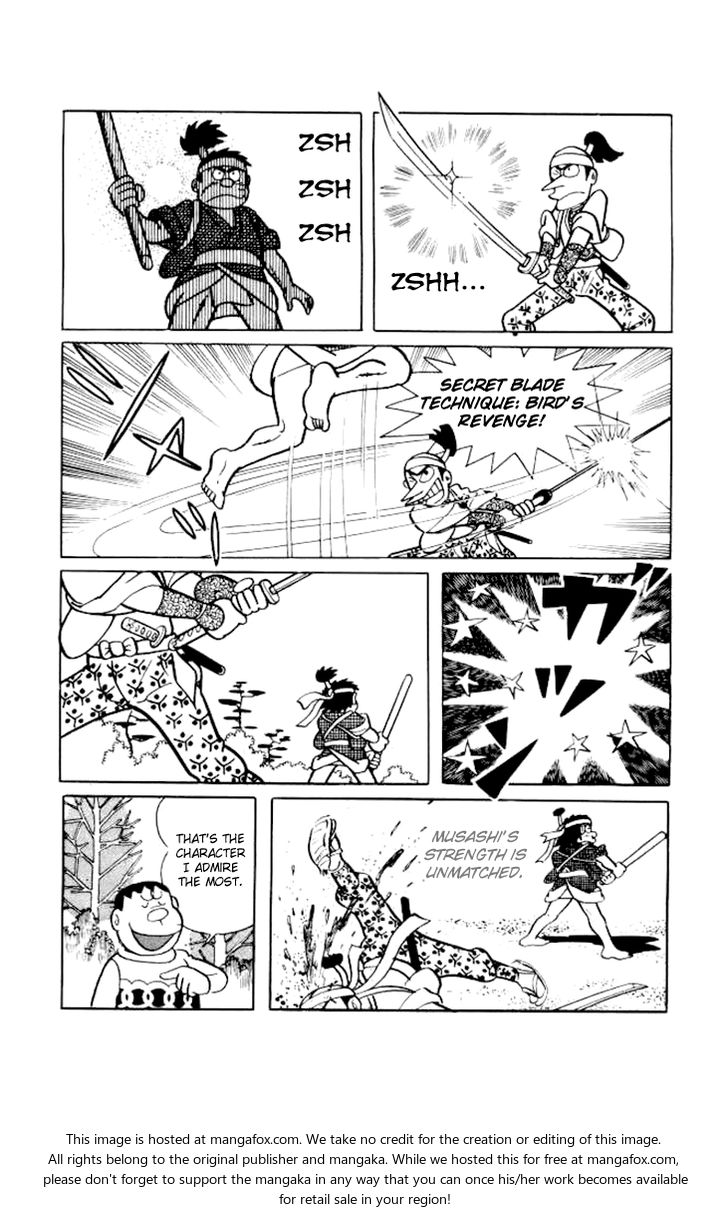 ZSH
ZSH
ZSH
ZSHH...
SECRET BLADE
TECHNIQUE: BIRD'S
REVENGE!
ガ
ッ
THAT'S THE
CHARACTER
I ADMIRE
THE MOST.
MUSASHI'S
STRENGTH IS
UNMATCHED.
This image is hosted at mangafox.com. We take no credit for the creation or editing of this image.
All rights belong to the original publisher and mangaka. While we hosted this for free at mangafox.com,
please don't forget to support the mangaka in any way that you can once his/her work becomes available
for retail sale in your region!